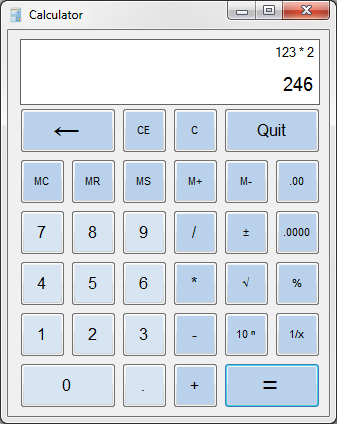 Calculator
123 * 2
246
← CE C Quit
MC MR MS M+ M- .00
7 8 9 / ± .0000
4 5 6 * √ %
1 2 3 - 10 ⁿ 1/x
0 . + =